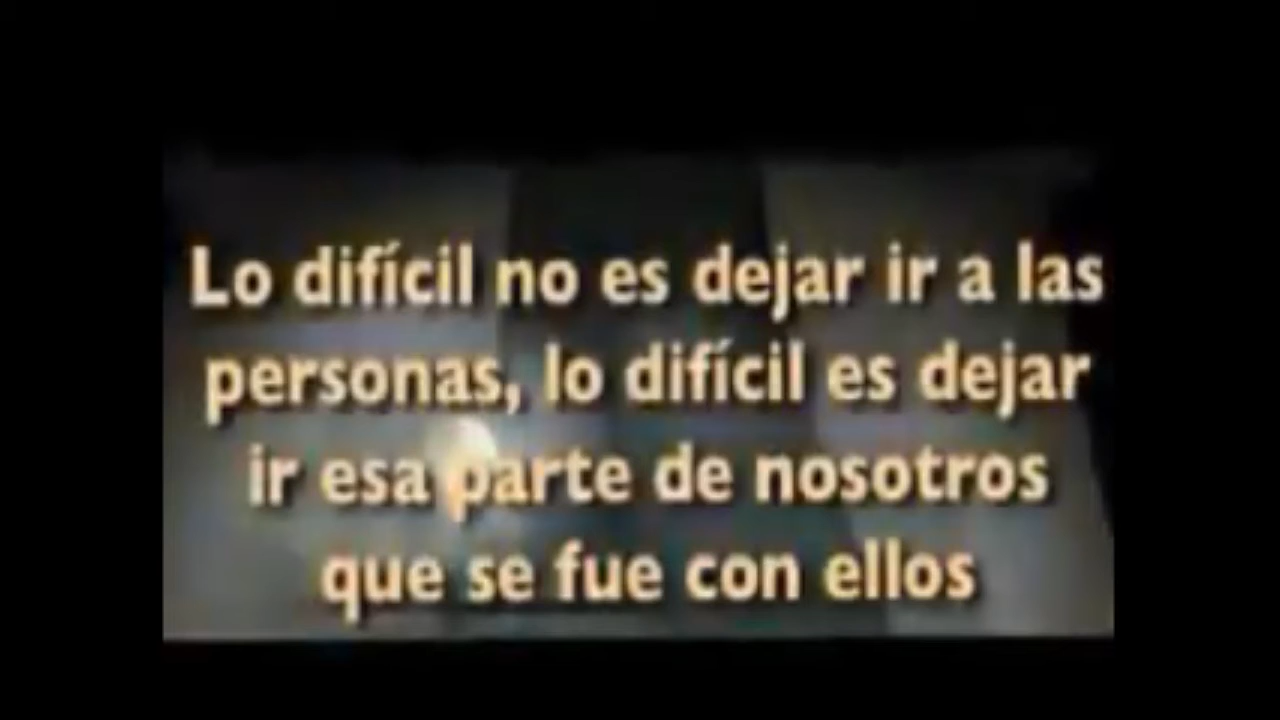 Lo difícil no es dejar ir a las
personas, lo difícil es dejar
ir esa parte de nosotros
que se fue con ellos